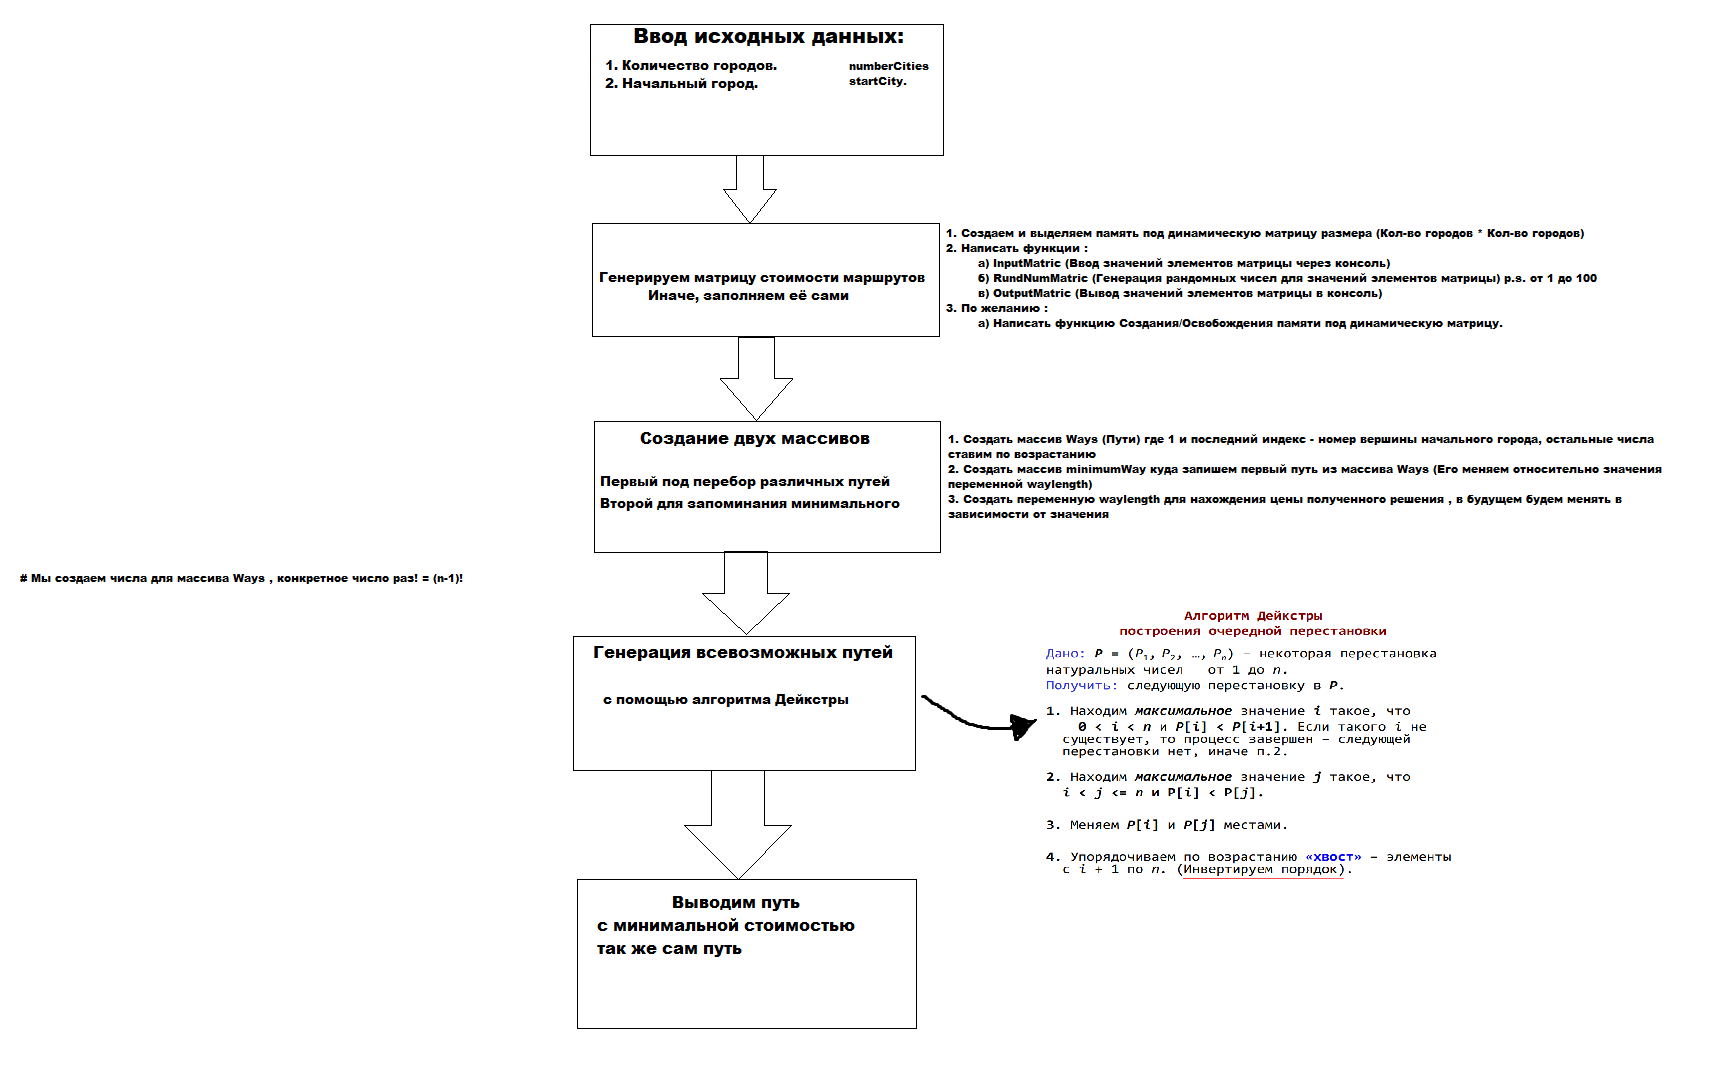 Ввод исходных данных:
1. Количество городов.
2. Начальный город.
numberCities
startCity.
Генерируем матрицу стоимости маршрутов
Иначе, заполняем её сами
1. Создаем и выделяем память под динамическую матрицу размера (Кол-во городов * Кол-во городов)
2. Написать функции :
а) InputMatric (Ввод значений элементов матрицы через консоль)
б) RundNumMatric (Генерация рандомных чисел для значений элементов матрицы) p.s. от 1 до 100
в) OutputMatric (Вывод значений элементов матрицы в консоль)
3. По желанию :
а) Написать функцию Создания/Освобождения памяти под динамическую матрицу.
Создание двух массивов
Первый под перебор различных путей
Второй для запоминания минимального
1. Создать массив Ways (Пути) где 1 и последний индекс - номер вершины начального города, остальные числа
ставим по возрастанию
2. Создать массив minimumWay куда запишем первый путь из массива Ways (Его меняем относительно значения
переменной waylength)
3. Создать переменную waylength для нахождения цены полученного решения , в будущем будем менять в
зависимости от значения
# Мы создаем числа для массива Ways , конкретное число раз! = (n-1)!
Генерация всевозможных путей
с помощью алгоритма Дейкстры
Алгоритм Дейкстры
построения очередной перестановки
Дано: P = (P1, P2, …, Pn) – некоторая перестановка
натуральных чисел от 1 до n.
Получить: следующую перестановку в P.
1. Находим максимальное значение i такое, что
0 < i < n и P[i] < P[i+1]. Если такого i не
существует, то процесс завершен – следующей
перестановки нет, иначе п.2.
2. Находим максимальное значение j такое, что
i < j <= n и P[i] < P[j].
3. Меняем P[i] и P[j] местами.
4. Упорядочиваем по возрастанию «хвост» – элементы
с i + 1 по n. (Инвертируем порядок).
Выводим путь
с минимальной стоимостью
так же сам путь